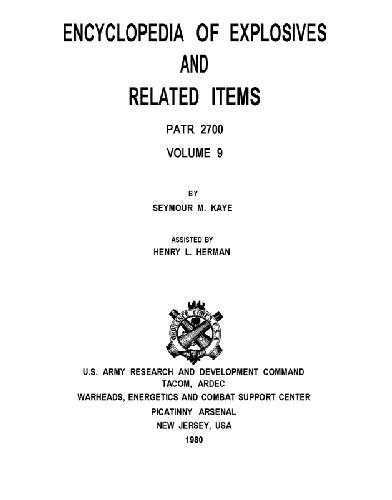 ENCYCLOPEDIA OF EXPLOSIVES
AND
RELATED ITEMS
PATR 2700
VOLUME 9
BY
SEYMOUR M. KAYE
ASSISTED BY
HENRY L. HERMAN
U.S. ARMY RESEARCH AND DEVELOPMENT COMMAND
TACOM, ARDEC
WARHEADS, ENERGETICS AND COMBAT SUPPORT CENTER
PICATINNY ARSENAL
NEW JERSEY, USA
1980